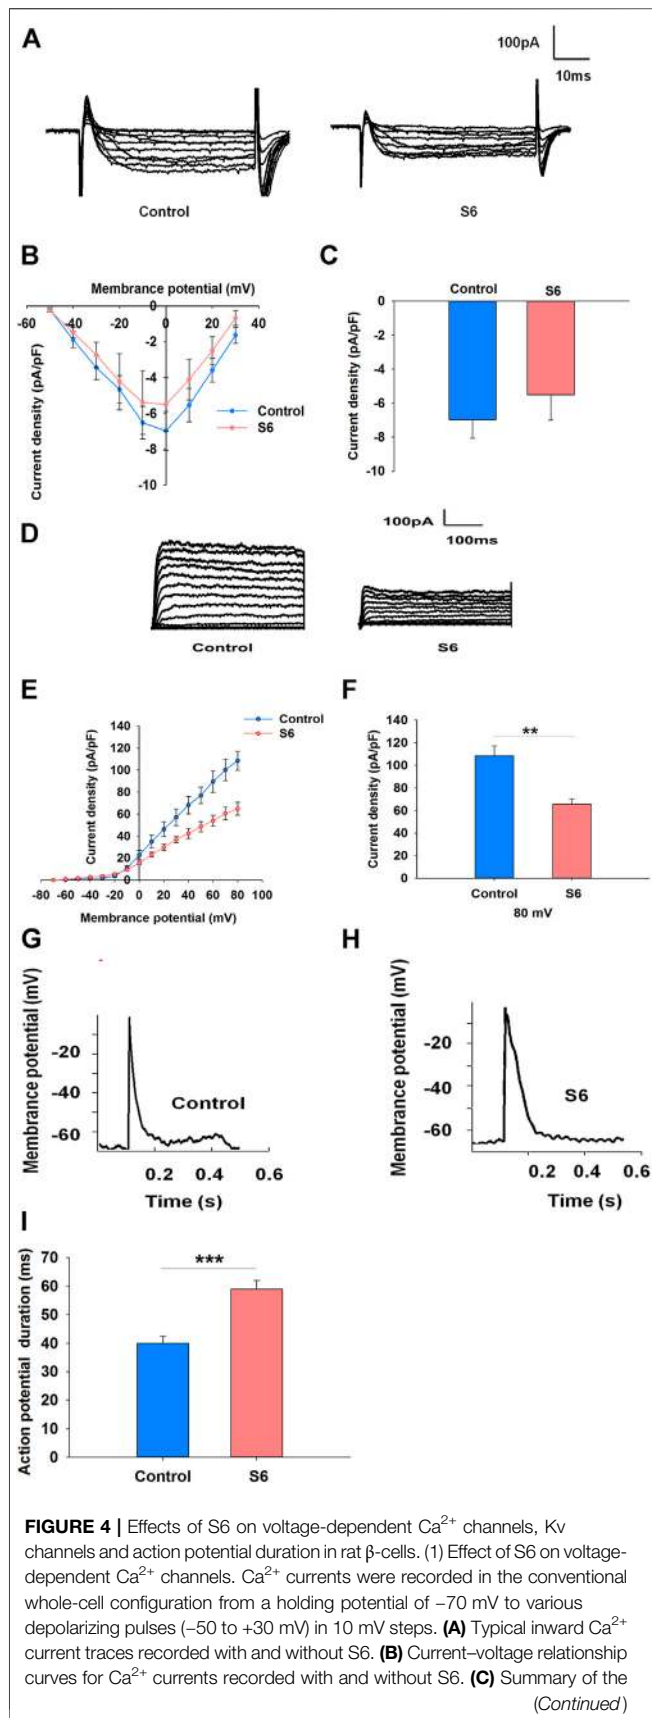 A
100pA
10ms
Control
S6
B
Membrance potential (mV)
-60 -40 -20 0 20 40 60
0
-2
-4
-6
-8
-10
Current density (pA/pF)
Control
S6
C
Control S6
0
-2
-4
-6
-8
-10
Current density (pA/pF)
D
100pA
100ms
Control
S6
E
Control
S6
140
120
100
80
60
40
20
0
Current density (pA/pF)
-80 -60 -40 -20 0 20 40 60 80 100
Membrance potential (mV)
F
140
120
100
80
60
40
20
0
Current density (pA/pF)
**
Control S6
80 mV
G
Membrance potential (mV)
-20
-40
-60
Control
0.2 0.4 0.6
Time (s)
H
Membrance potential (mV)
-20
-40
-60
S6
0.2 0.4 0.6
Time (s)
I
70
60
50
40
30
20
10
0
Action potential duration (ms)
***
Control S6
FIGURE 4 | Effects of S6 on voltage-dependent Ca2+ channels, Kv
channels and action potential duration in rat β-cells. (1) Effect of S6 on voltage-
dependent Ca2+ channels. Ca2+ currents were recorded in the conventional
whole-cell configuration from a holding potential of −70 mV to various
depolarizing pulses (−50 to +30 mV) in 10 mV steps. (A) Typical inward Ca2+
current traces recorded with and without S6. (B) Current–voltage relationship
curves for Ca2+ currents recorded with and without S6. (C) Summary of the
(Continued)